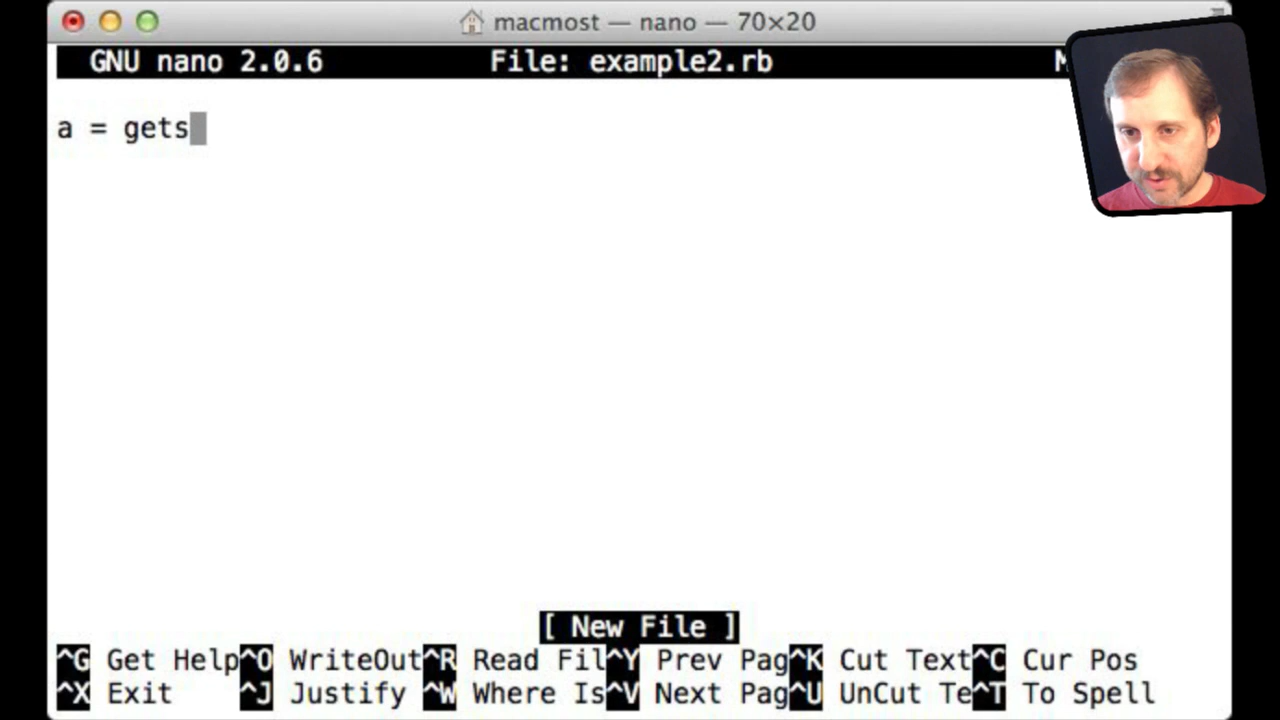 macmost — nano — 70×20
GNU nano 2.0.6 File: example2.rb
a = gets
[ New File ]
^G Get Help ^O WriteOut ^R Read Fil ^Y Prev Pag ^K Cut Text ^C Cur Pos
^X Exit ^J Justify ^W Where Is ^V Next Pag ^U UnCut Te ^T To Spell